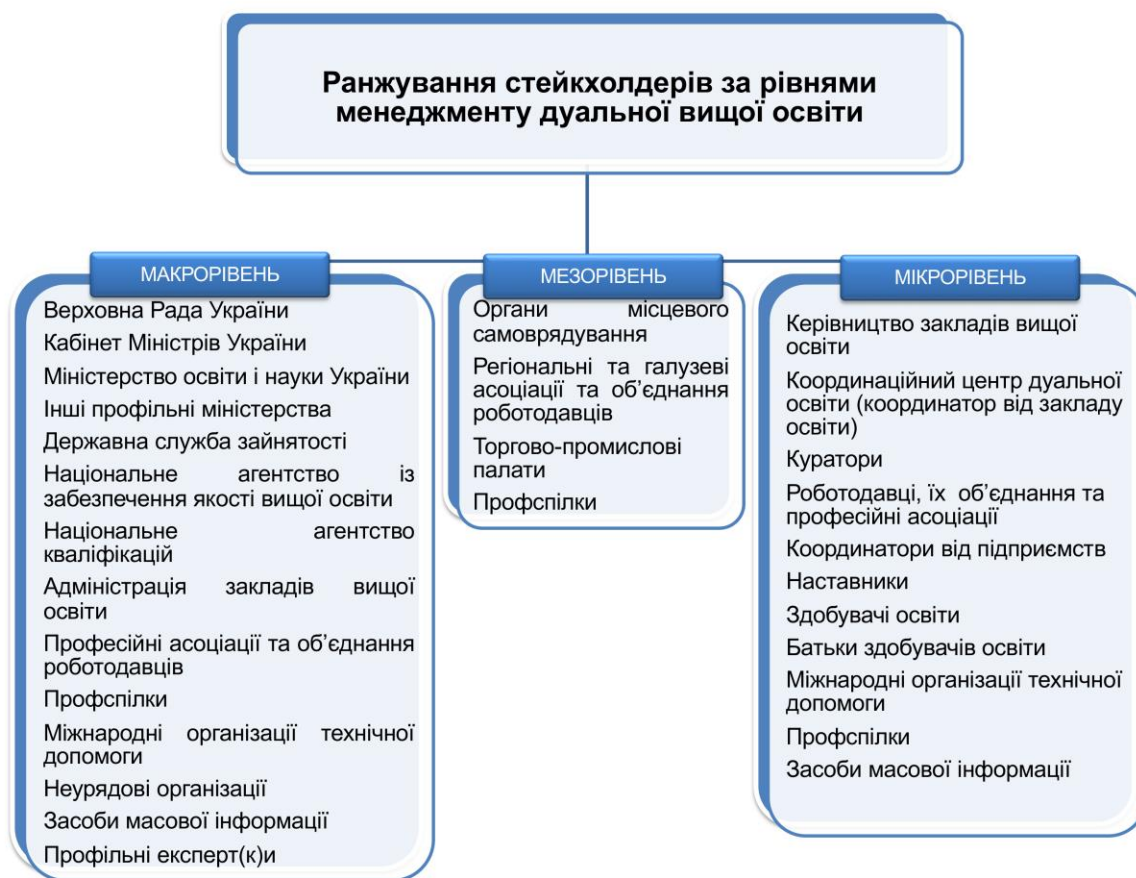 Ранжування стейкхолдерів за рівнями
менеджменту дуальної вищої освіти
МАКРОРІВЕНЬ
Верховна Рада України
Кабінет Міністрів України
Міністерство освіти і науки України
Інші профільні міністерства
Державна служба зайнятості
Національне агентство із
забезпечення якості вищої освіти
Національне агентство
кваліфікацій
Адміністрація закладів вищої
освіти
Професійні асоціації та об’єднання
роботодавців
Профспілки
Міжнародні організації технічної
допомоги
Неурядові організації
Засоби масової інформації
Профільні експерт(к)и
МЕЗОРІВЕНЬ
Органи місцевого
самоврядування
Регіональні та галузеві
асоціації та об’єднання
роботодавців
Торгово-промислові
палати
Профспілки
МІКРОРІВЕНЬ
Керівництво закладів вищої
освіти
Координаційний центр дуальної
освіти (координатор від закладу
освіти)
Куратори
Роботодавці, їх об’єднання та
професійні асоціації
Координатори від підприємств
Наставники
Здобувачі освіти
Батьки здобувачів освіти
Міжнародні організації технічної
допомоги
Профспілки
Засоби масової інформації